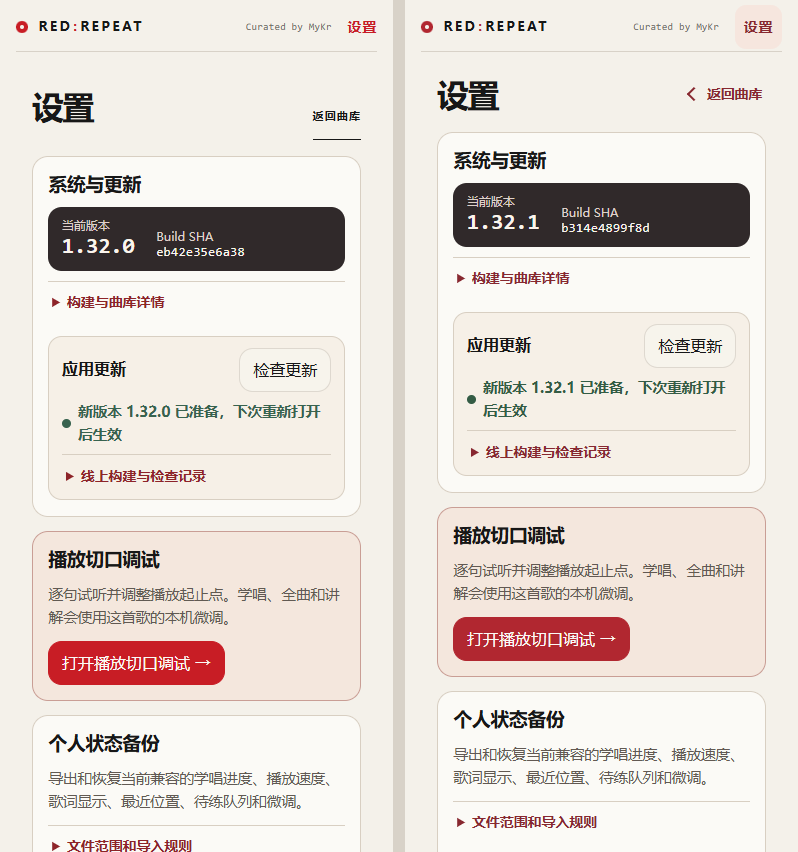 RED:REPEAT
Curated by MyKr
设置
设置
返回曲库
系统与更新
当前版本
1.32.0
Build SHA
eb42e35e6a38
▶ 构建与曲库详情
应用更新
检查更新
新版本 1.32.0 已准备，下次重新打开
后生效
▶ 线上构建与检查记录
播放切口调试
逐句试听并调整播放起止点。学唱、全曲和讲
解会使用这首歌的本机微调。
打开播放切口调试 →
个人状态备份
导出和恢复当前兼容的学唱进度、播放速度、
歌词显示、最近位置、待练队列和微调。
▶ 文件范围和导入规则
RED:REPEAT
Curated by MyKr
设置
设置
返回曲库
系统与更新
当前版本
1.32.1
Build SHA
b314e4899f8d
▶ 构建与曲库详情
应用更新
检查更新
新版本 1.32.1 已准备，下次重新打开
后生效
▶ 线上构建与检查记录
播放切口调试
逐句试听并调整播放起止点。学唱、全曲和讲
解会使用这首歌的本机微调。
打开播放切口调试 →
个人状态备份
导出和恢复当前兼容的学唱进度、播放速度、
歌词显示、最近位置、待练队列和微调。
▶ 文件范围和导入规则